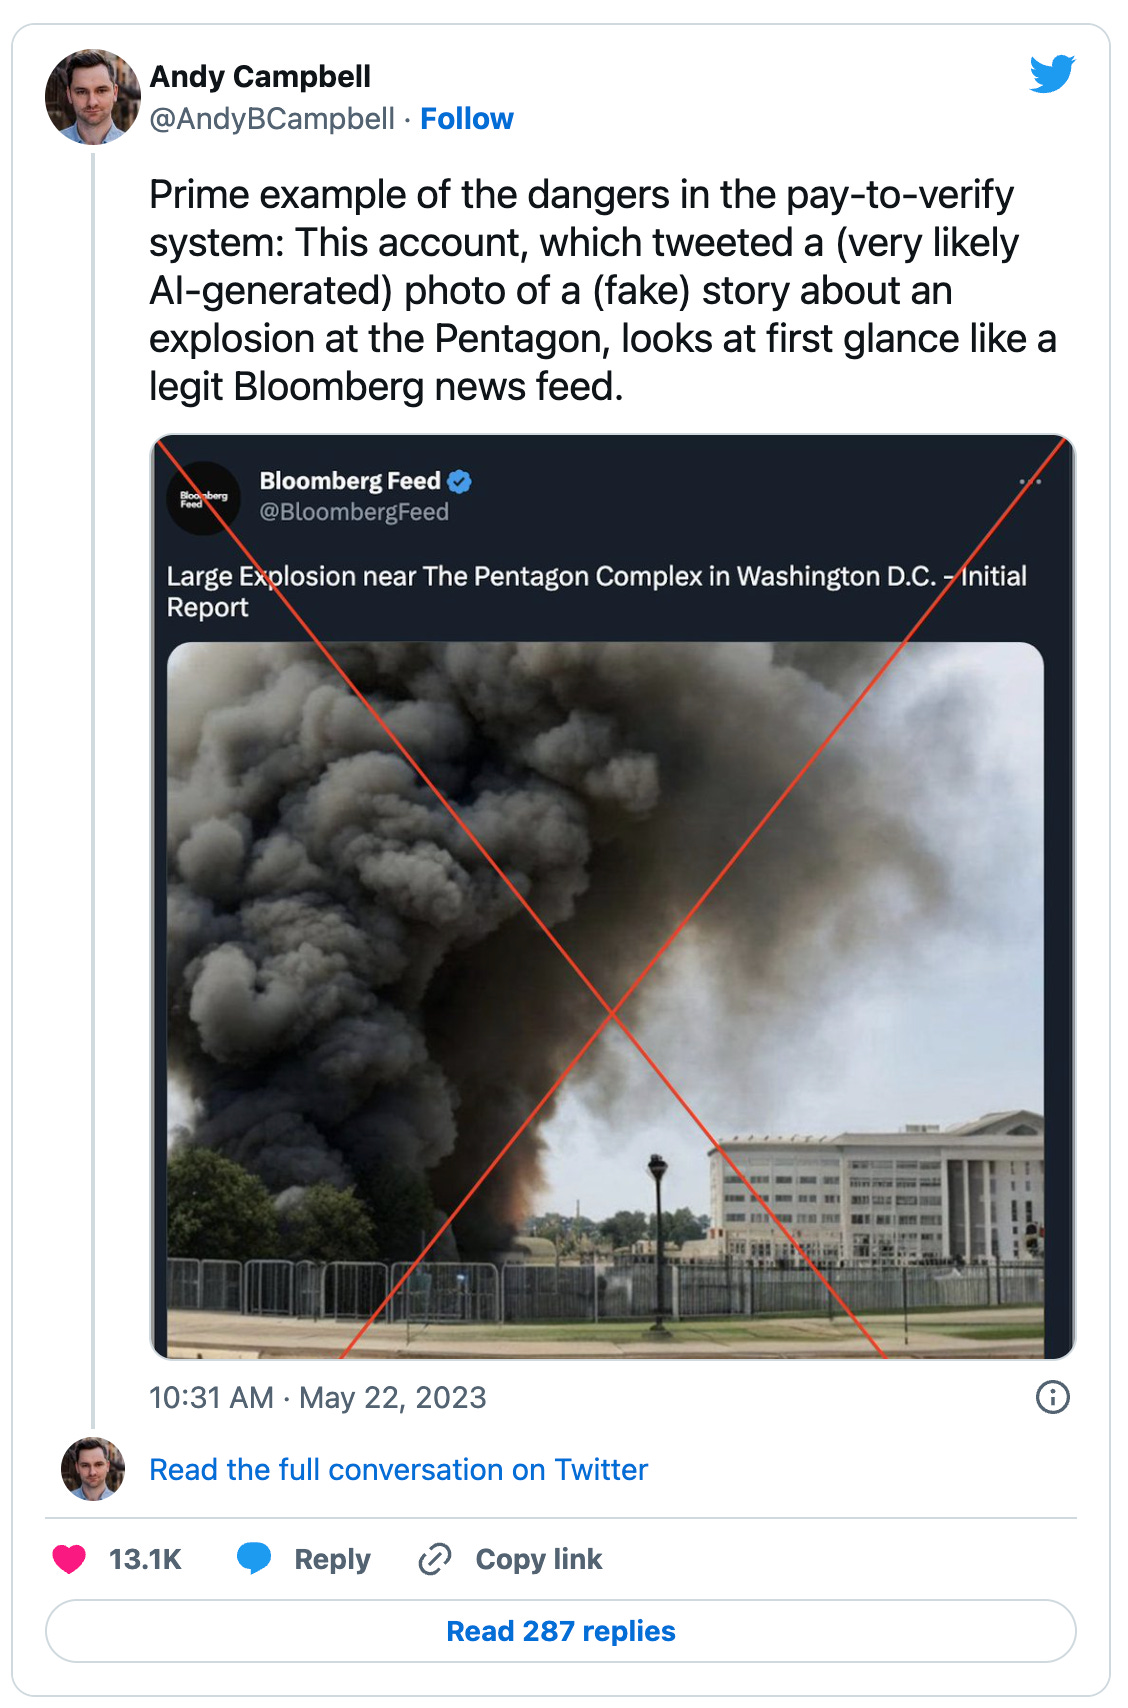 Andy Campbell
@AndyBCampbell · Follow
Prime example of the dangers in the pay-to-verify
system: This account, which tweeted a (very likely
AI-generated) photo of a (fake) story about an
explosion at the Pentagon, looks at first glance like a
legit Bloomberg news feed.
Bloomberg
Feed
Bloomberg Feed
@BloombergFeed
Large Explosion near The Pentagon Complex in Washington D.C. - Initial
Report
10:31 AM · May 22, 2023
Read the full conversation on Twitter
13.1K Reply Copy link
Read 287 replies